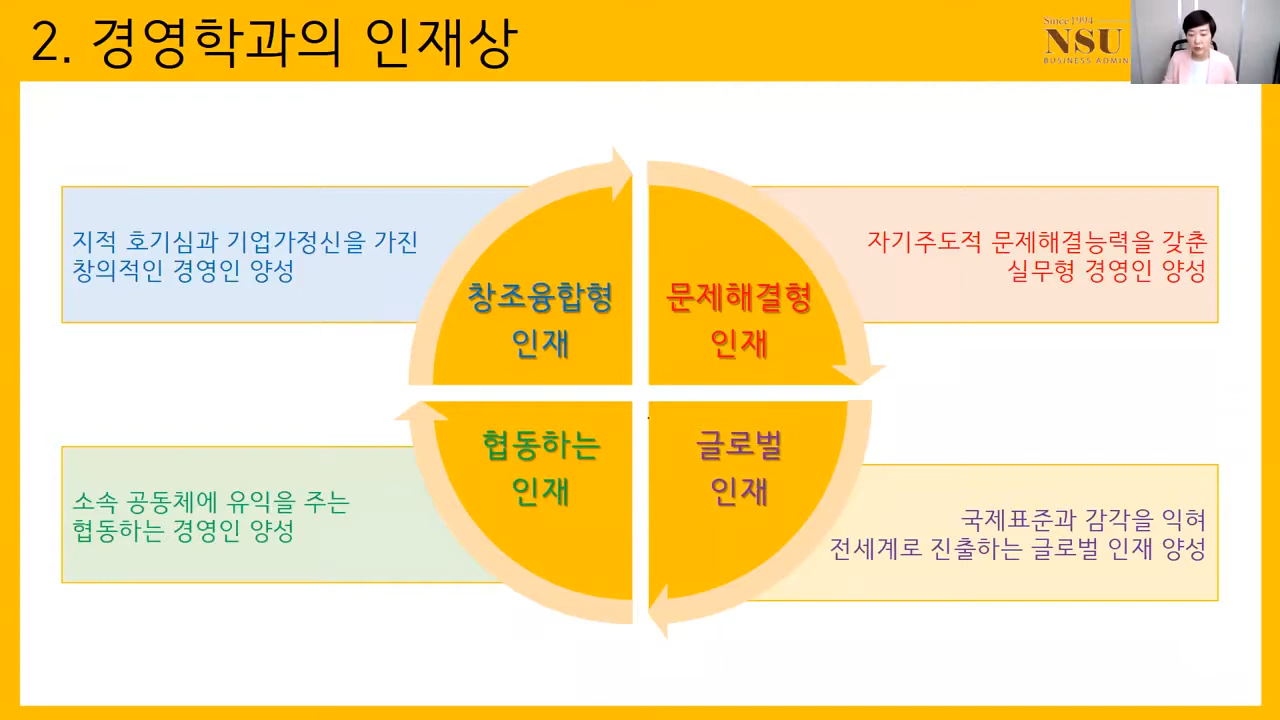 2. 경영학과의 인재상
Since 1994
NSU
BUSINESS ADMIN
지적 호기심과 기업가정신을 가진
창의적인 경영인 양성
자기주도적 문제해결능력을 갖춘
실무형 경영인 양성
창조융합형
인재
문제해결형
인재
협동하는
인재
글로벌
인재
소속 공동체에 유익을 주는
협동하는 경영인 양성
국제표준과 감각을 익혀
전세계로 진출하는 글로벌 인재 양성